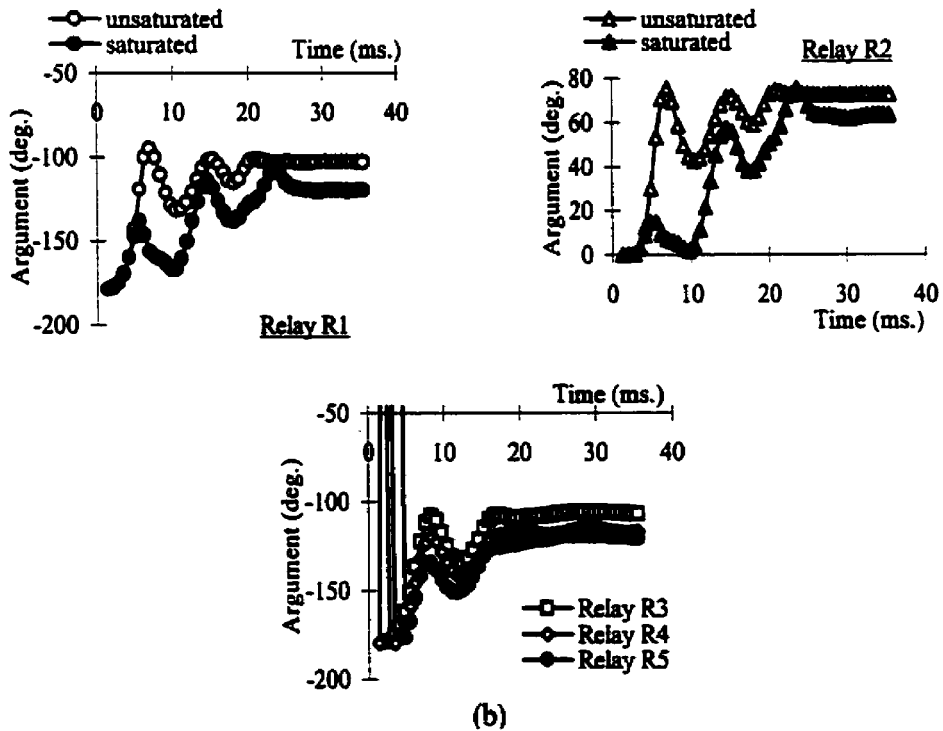 unsaturated
saturated
Time (ms.)
-50
0
10
20
30
40
-100
-150
-200
Argument (deg.)
Relay R1
unsaturated
saturated
Relay R2
80
60
40
20
0
Argument (deg.)
0
10
20
30
40
Time (ms.)
Time (ms.)
-50
0
10
20
30
40
-100
-150
-200
Argument (deg.)
Relay R3
Relay R4
Relay R5
(b)